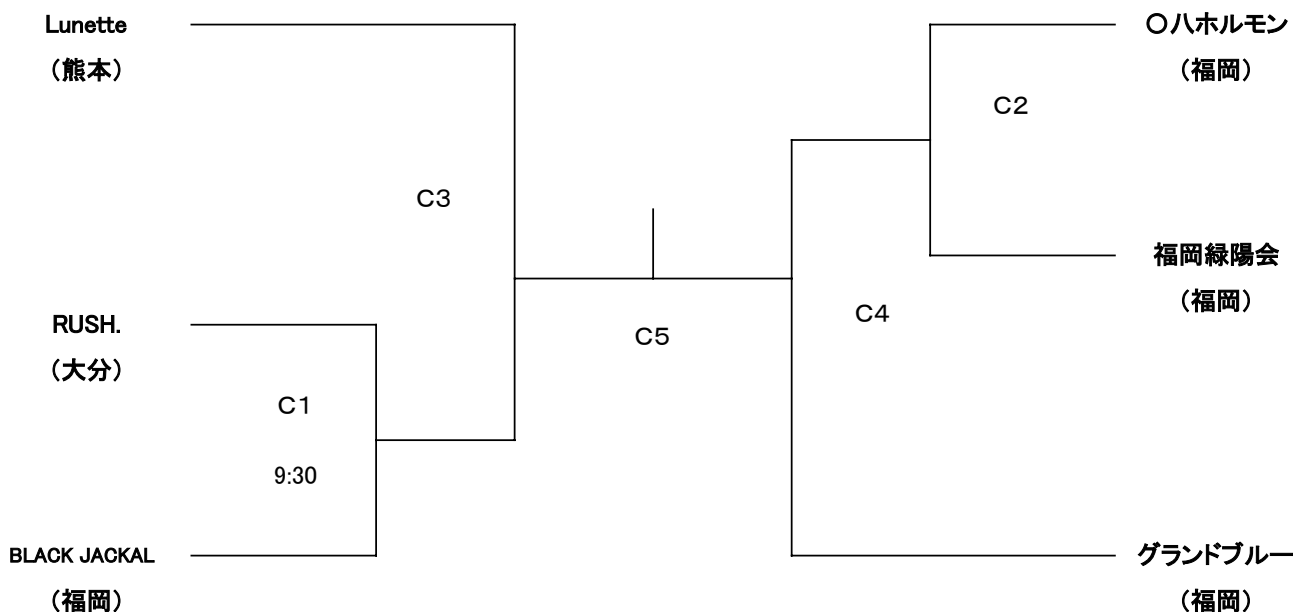 Lunette
（熊本）
〇八ホルモン
（福岡）
C2
C3
福岡緑陽会
（福岡）
RUSH.
（大分）
C4
C5
C1
9:30
BLACK JACKAL
（福岡）
グランドブルー
（福岡）